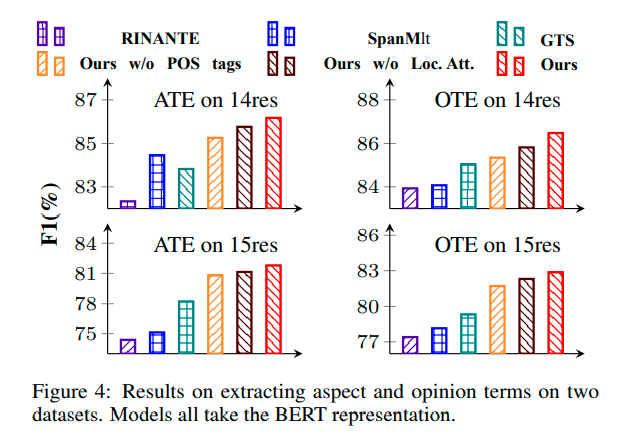 RINANTE SpanMlt GTS
Ours w/o POS tags Ours w/o Loc. Att. Ours
F1(%)
ATE on 14res
87
85
83
OTE on 14res
88
86
84
ATE on 15res
84
81
78
75
OTE on 15res
86
83
80
77
Figure 4: Results on extracting aspect and opinion terms on two
datasets. Models all take the BERT representation.